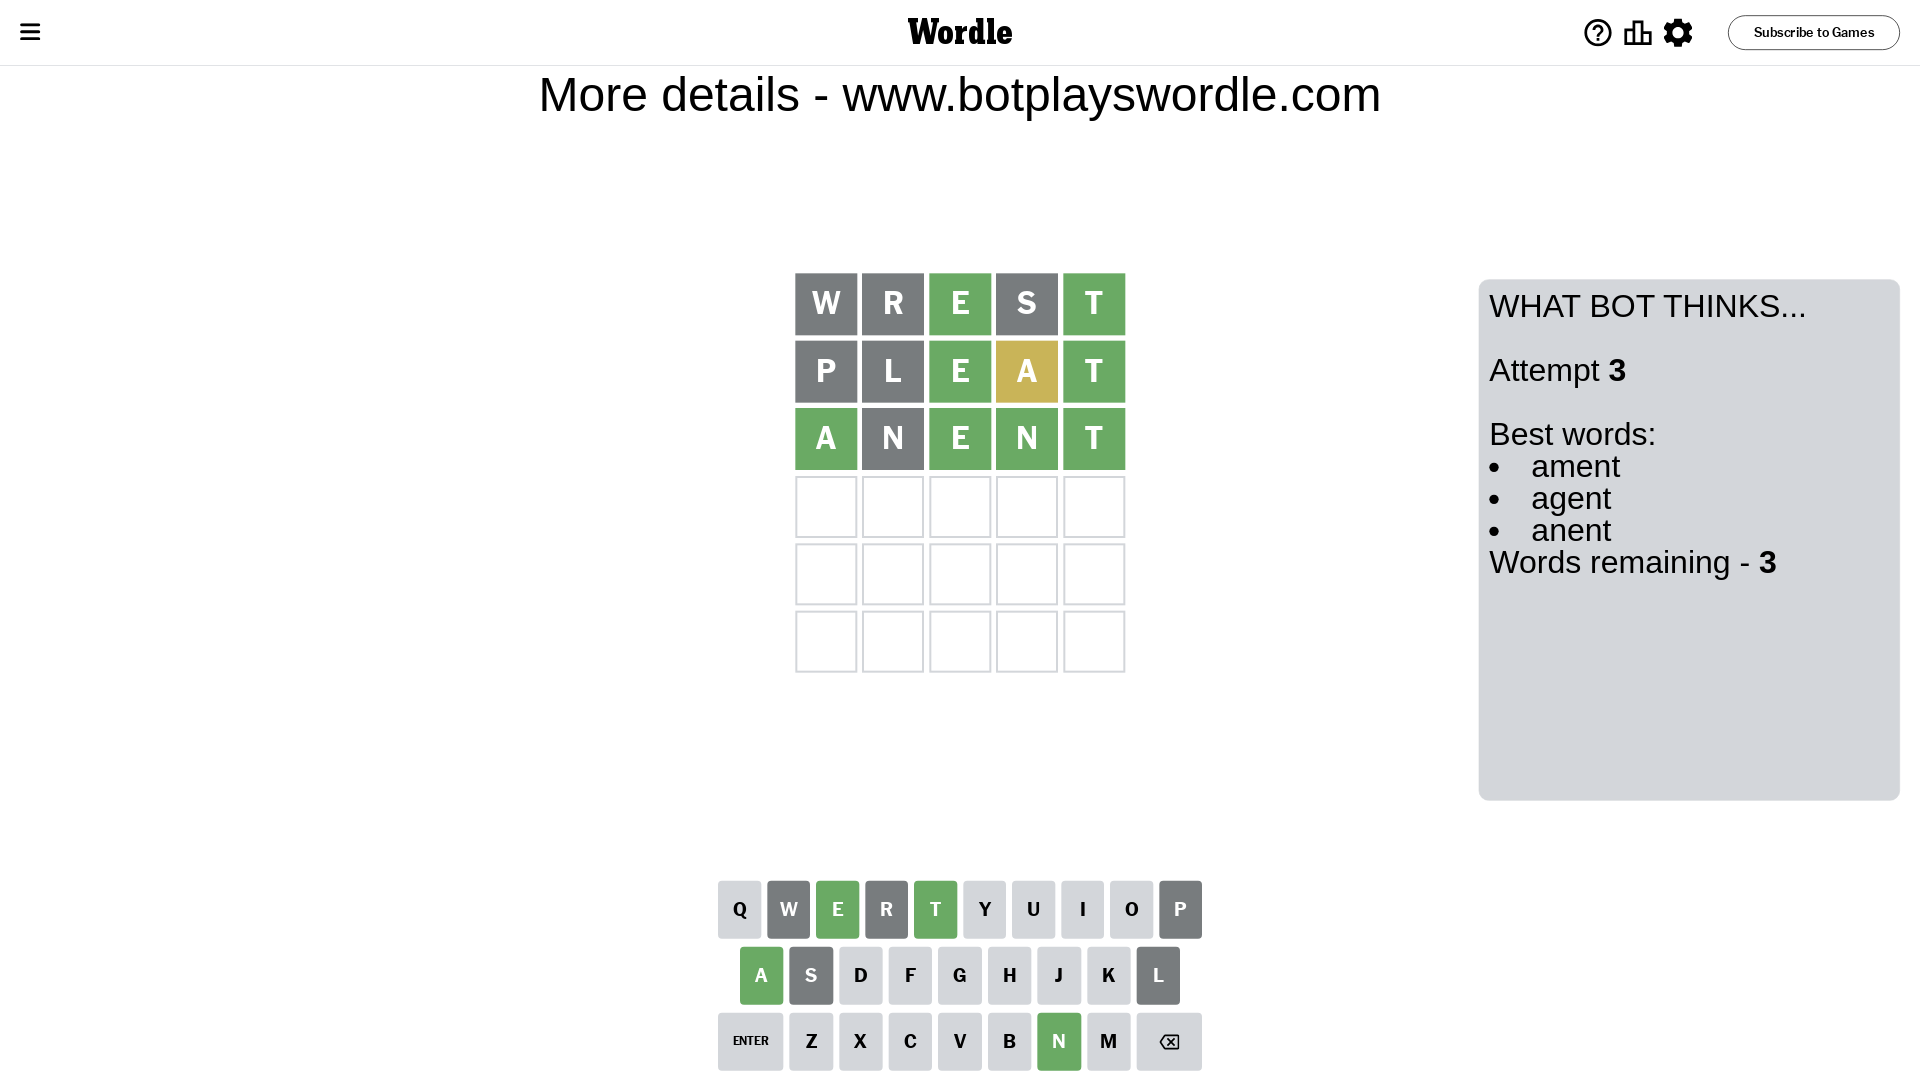 Wordle
Subscribe to Games
More details - www.botplayswordle.com
W R E S T
P L E A T
A N E N T
WHAT BOT THINKS...
Attempt 3
Best words:
• ament
• agent
• anent
Words remaining - 3
Q W E R T Y U I O P
A S D F G H J K L
ENTER Z X C V B N M